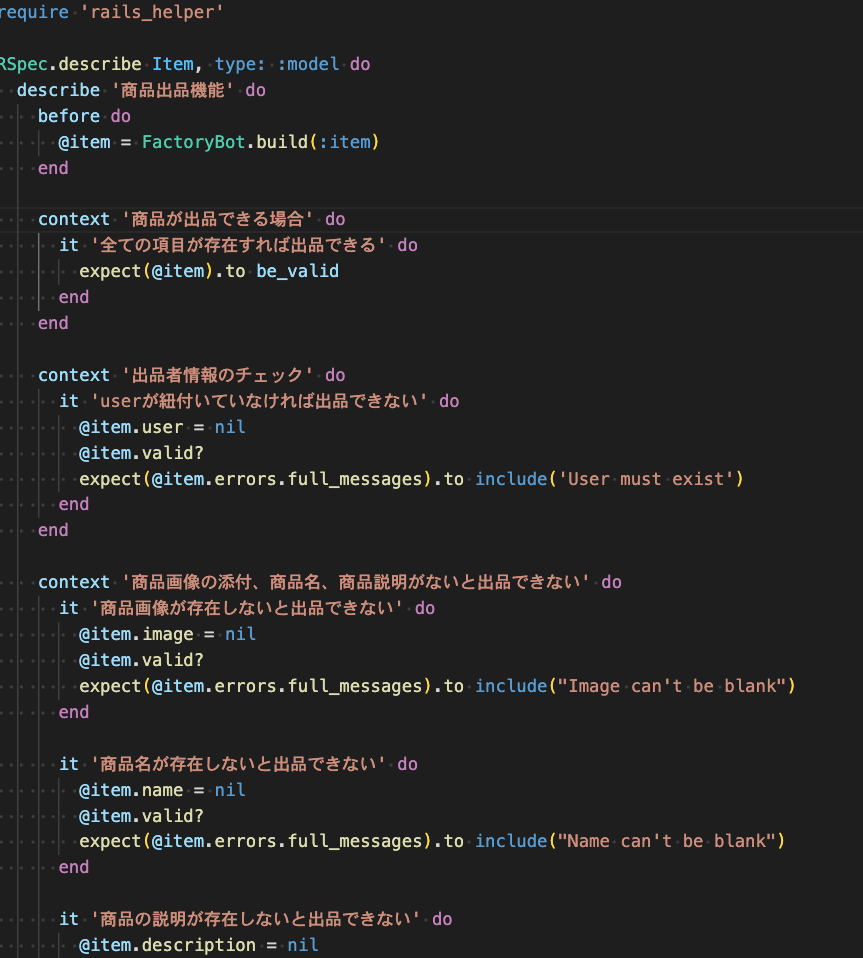 require 'rails_helper'
RSpec.describe Item, type: :model do
describe '商品出品機能' do
before do
@item = FactoryBot.build(:item)
end
context '商品が出品できる場合' do
it '全ての項目が存在すれば出品できる' do
expect(@item).to be_valid
end
end
context '出品者情報のチェック' do
it 'userが紐付いていなければ出品できない' do
@item.user = nil
@item.valid?
expect(@item.errors.full_messages).to include('User must exist')
end
end
context '商品画像の添付、商品名、商品説明がないと出品できない' do
it '商品画像が存在しないと出品できない' do
@item.image = nil
@item.valid?
expect(@item.errors.full_messages).to include("Image can't be blank")
end
it '商品名が存在しないと出品できない' do
@item.name = nil
@item.valid?
expect(@item.errors.full_messages).to include("Name can't be blank")
end
it '商品の説明が存在しないと出品できない' do
@item.description = nil